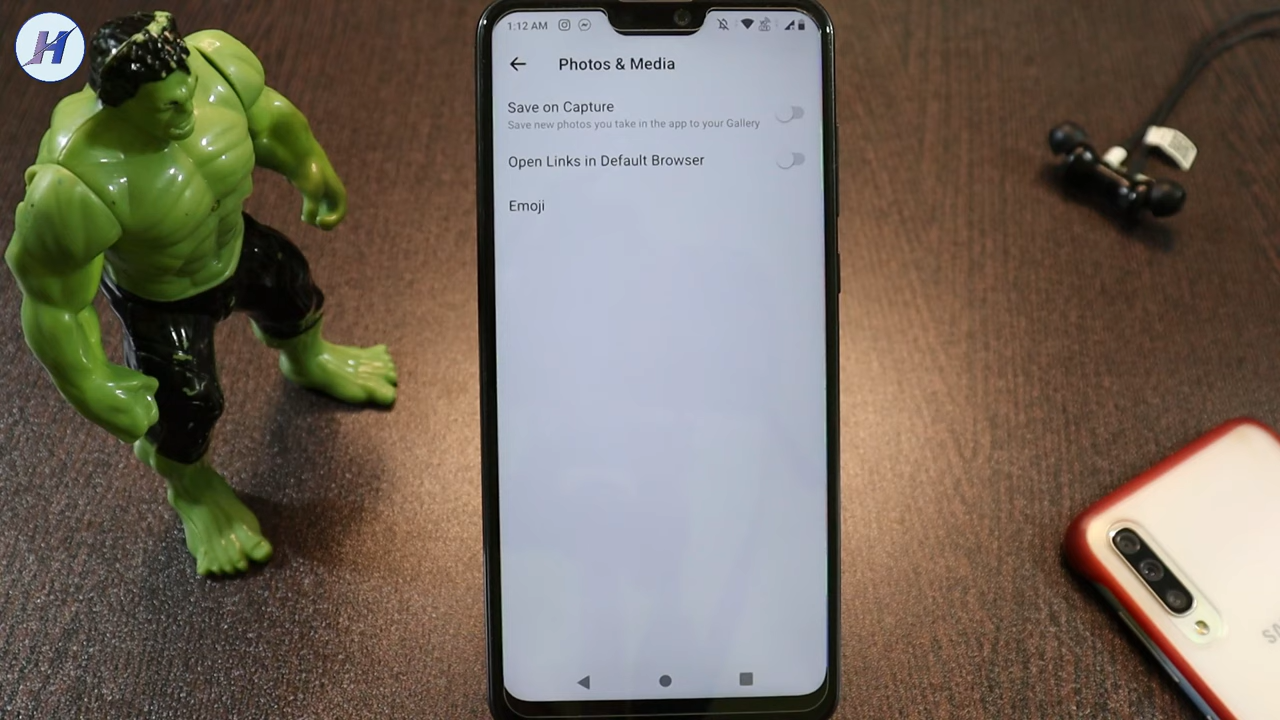 H
1:12 AM
Photos & Media
Save on Capture
Save new photos you take in the app to your Gallery
Open Links in Default Browser
Emoji
SA